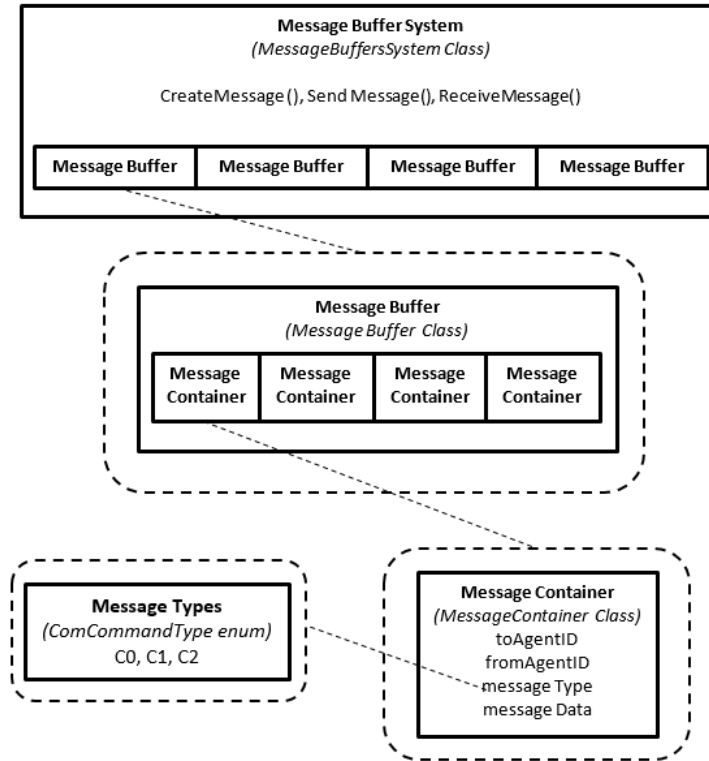 Message Buffer System
(MessageBuffersSystem Class)
CreateMessage(), Send Message(), ReceiveMessage()
Message Buffer Message Buffer Message Buffer Message Buffer
Message Buffer
(Message Buffer Class)
Message Message Message Message
Container Container Container Container
Message Types
(ComCommandType enum)
C0, C1, C2
Message Container
(MessageContainer Class)
toAgentID
fromAgentID
message Type
message Data